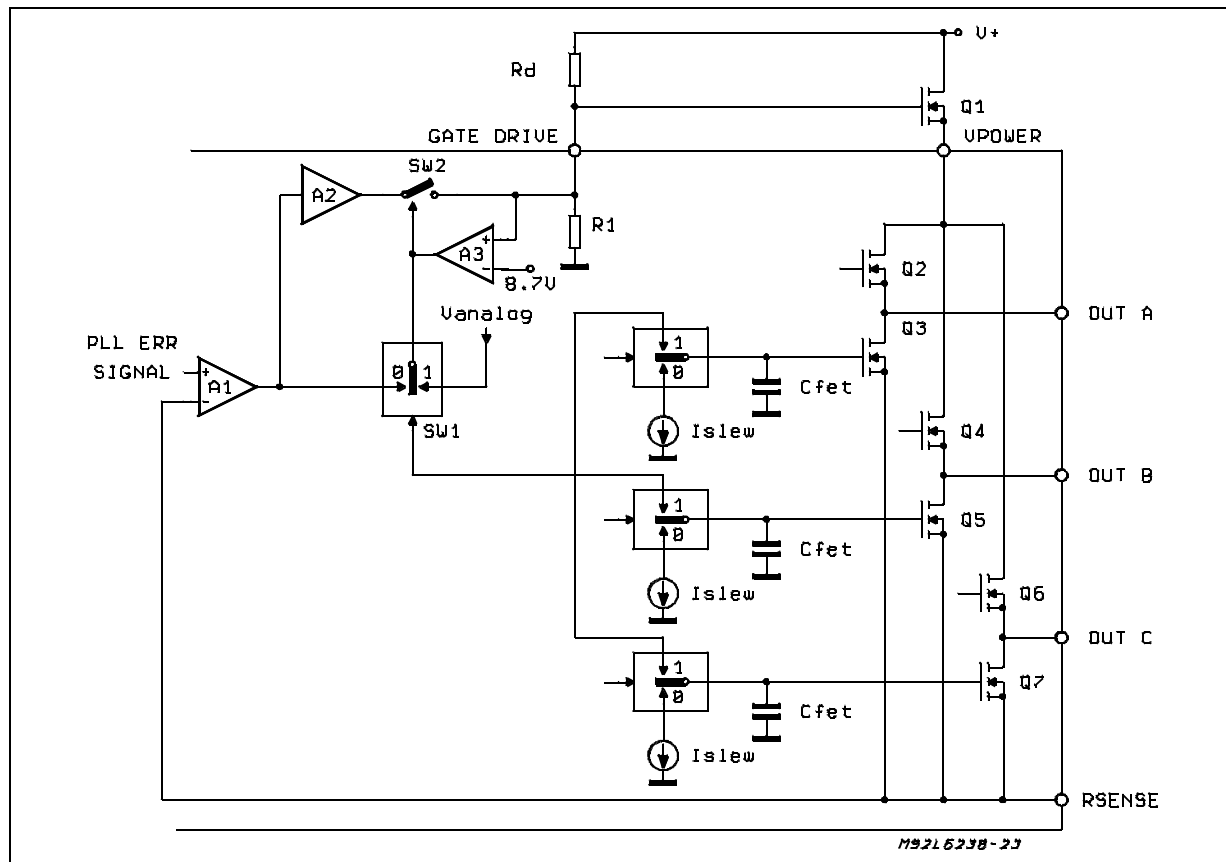 V+
Rd
Q1
GATE DRIVE
VPOWER
SW2
A2
R1
A3
+
-
8.7V
Q2
Vanalog
OUT A
Q3
PLL ERR
SIGNAL
+
-
A1
0 1
1
0
Cfet
SW1
Islew
Q4
OUT B
1
0
Q5
Cfet
Islew
Q6
OUT C
1
0
Q7
Cfet
Islew
RSENSE
M92L6238-23